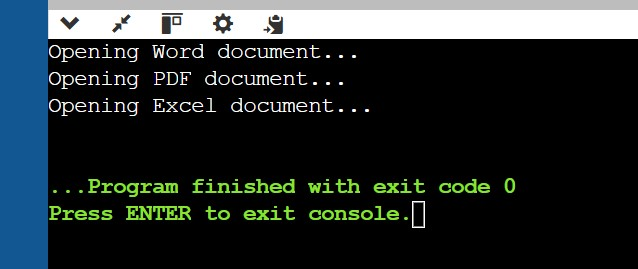 Opening Word document...
Opening PDF document...
Opening Excel document...
...Program finished with exit code 0
Press ENTER to exit console.